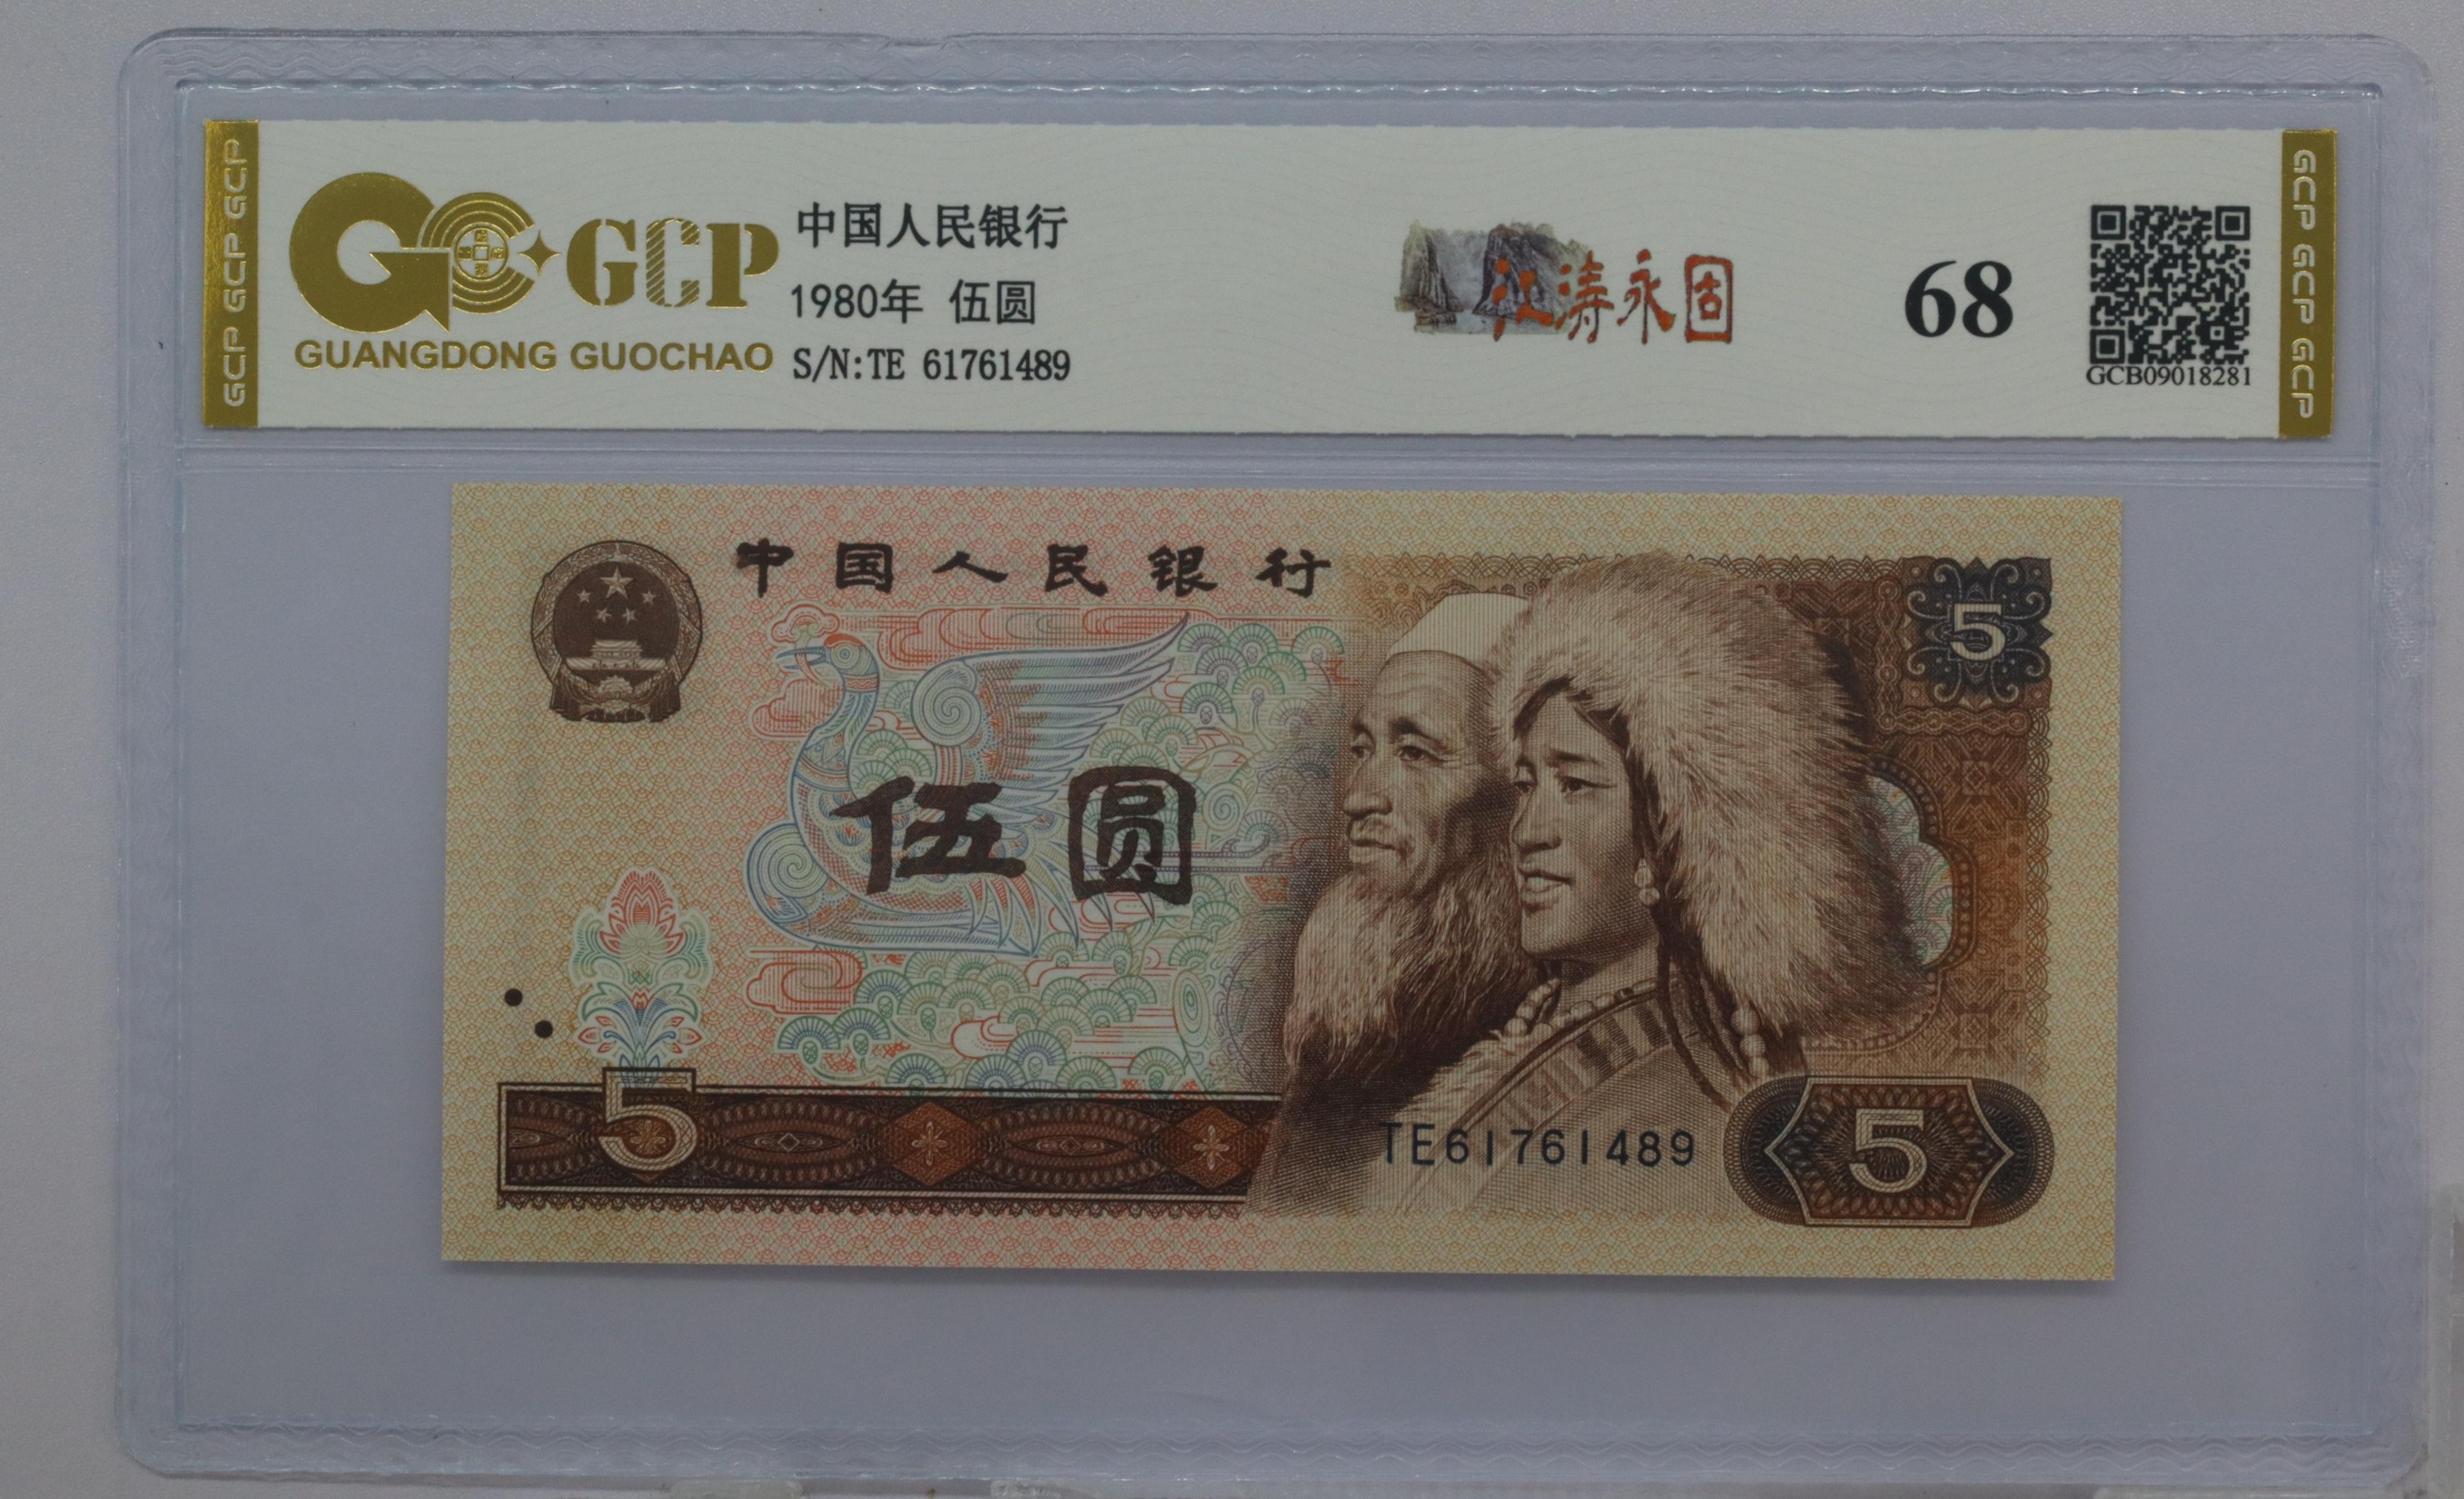 GCP GCP GCP
GCP
GUANGDONG GUOCHAO
中国人民银行
1980年 伍圆
S/N:TE 61761489
江涛永固
68
GCB09018281
GCP GCP GCP
中国人民银行
5
伍圆
5
TE61761489
5